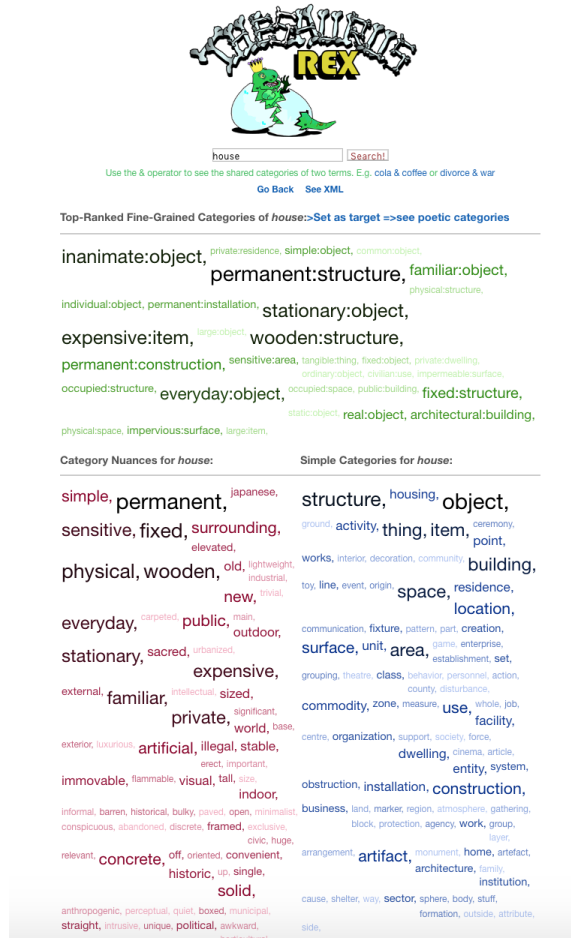 THESAURUS
REX
house Search!
Use the & operator to see the shared categories of two terms. E.g. cola & coffee or divorce & war
Go Back See XML
Top-Ranked Fine-Grained Categories of house:>Set as target =>see poetic categories
inanimate:object, private:residence, simple:object, common:object,
permanent:structure, familiar:object,
physical:structure,
individual:object, permanent:installation, stationary:object,
expensive:item, large:object, wooden:structure,
permanent:construction, sensitive:area, tangible:thing, fixed:object, private:dwelling,
ordinary:object, civilian:use, impermeable:surface,
occupied:structure, everyday:object, occupied:space, public:building, fixed:structure,
static:object, real:object, architectural:building,
physical:space, impervious:surface, large:item,
Category Nuances for house:
simple, permanent, japanese,
sensitive, fixed, surrounding,
elevated,
physical, wooden, old, lightweight,
industrial,
new, trivial,
everyday, carpeted, public, main,
outdoor,
stationary, sacred, urbanized,
expensive,
external, familiar, intellectual, sized,
private, significant,
world, base,
exterior, luxurious, artificial, illegal, stable,
erect, important,
immovable, flammable, visual, tall, size,
indoor,
informal, barren, historical, bulky, paved, open, minimalist,
conspicuous, abandoned, discrete, framed, exclusive,
civic, huge,
relevant, concrete, off, oriented, convenient,
historic, up, single,
solid,
anthropogenic, perceptual, quiet, boxed, municipal,
straight, intrusive, unique, political, awkward,
Simple Categories for house:
structure, housing, object,
ground, activity, thing, item, ceremony,
point,
works, interior, decoration, community, building,
toy, line, event, origin, space, residence,
location,
communication, fixture, pattern, part, creation,
surface, unit, area, game, enterprise,
establishment, set,
grouping, theatre, class, behavior, personnel, action,
county, disturbance,
commodity, zone, measure, use, whole, job,
facility,
centre, organization, support, society, force,
dwelling, cinema, article,
entity, system,
obstruction, installation, construction,
business, land, marker, region, atmosphere, gathering,
block, protection, agency, work, group,
layer,
arrangement, artifact, monument, home, artefact,
architecture, family,
institution,
cause, shelter, way, sector, sphere, body, stuff,
formation, outside, attribute,
side,